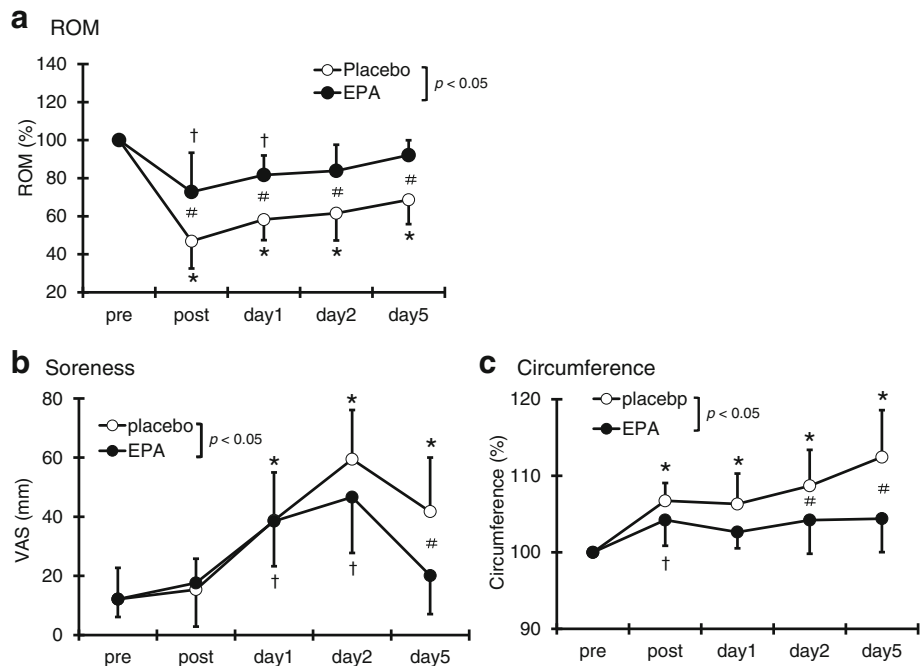 a ROM
140
120
100
80
60
40
20
ROM (%)
Placebo
EPA
p < 0.05
† †
# # # #
* * * *
pre post day1 day2 day5
b Soreness
80
60
40
20
0
VAS (mm)
placebo
EPA
p < 0.05
* * *
#
† †
pre post day1 day2 day5
c Circumference
120
110
100
90
Circumference (%)
placebp
EPA
p < 0.05
* * * *
# #
†
pre post day1 day2 day5